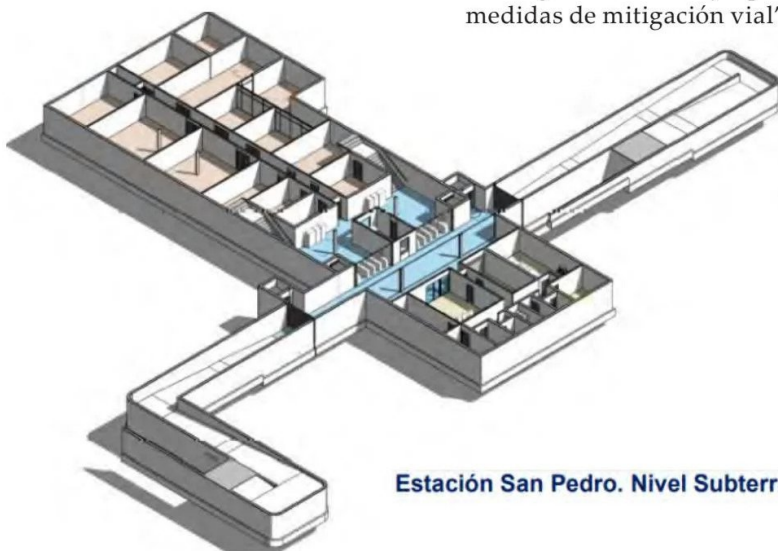 medidas de mitigación vial”
Estación San Pedro. Nivel Subterr